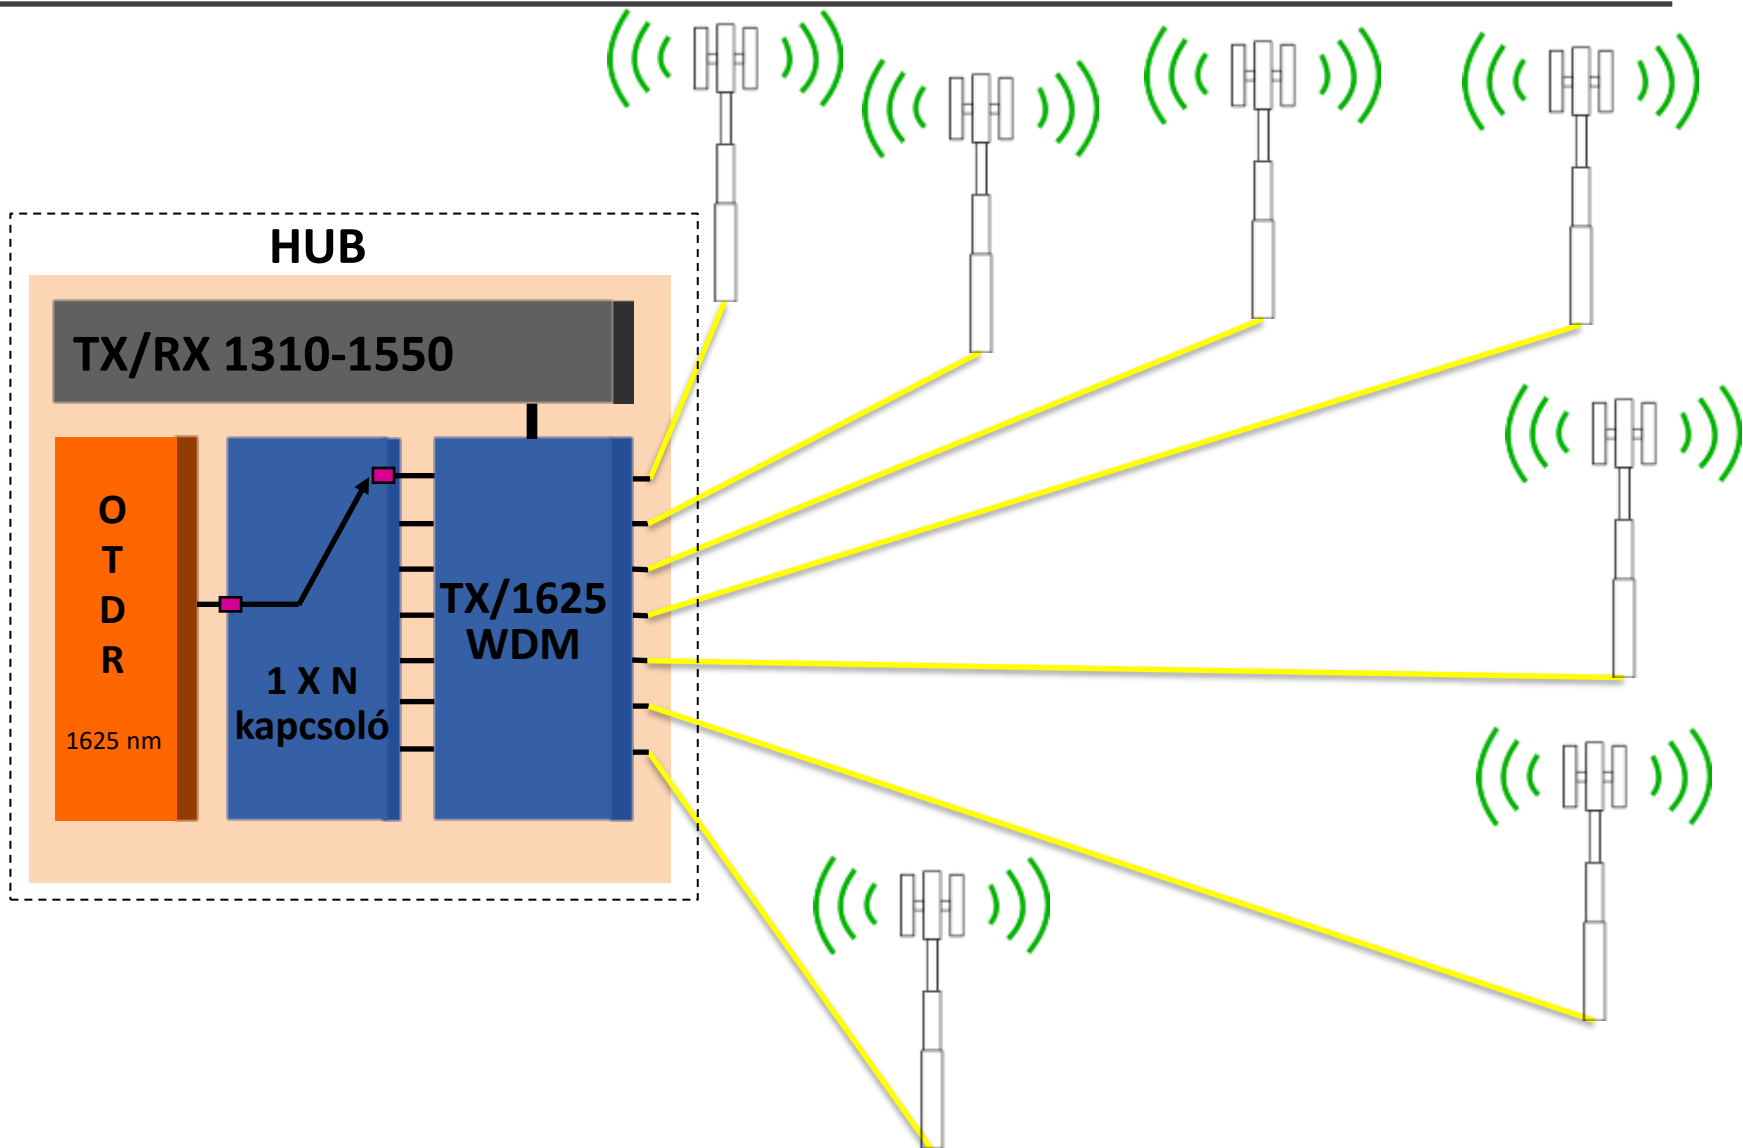 HUB
TX/RX 1310-1550
O
T
D
R
1625 nm
1 X N
kapcsoló
TX/1625
WDM